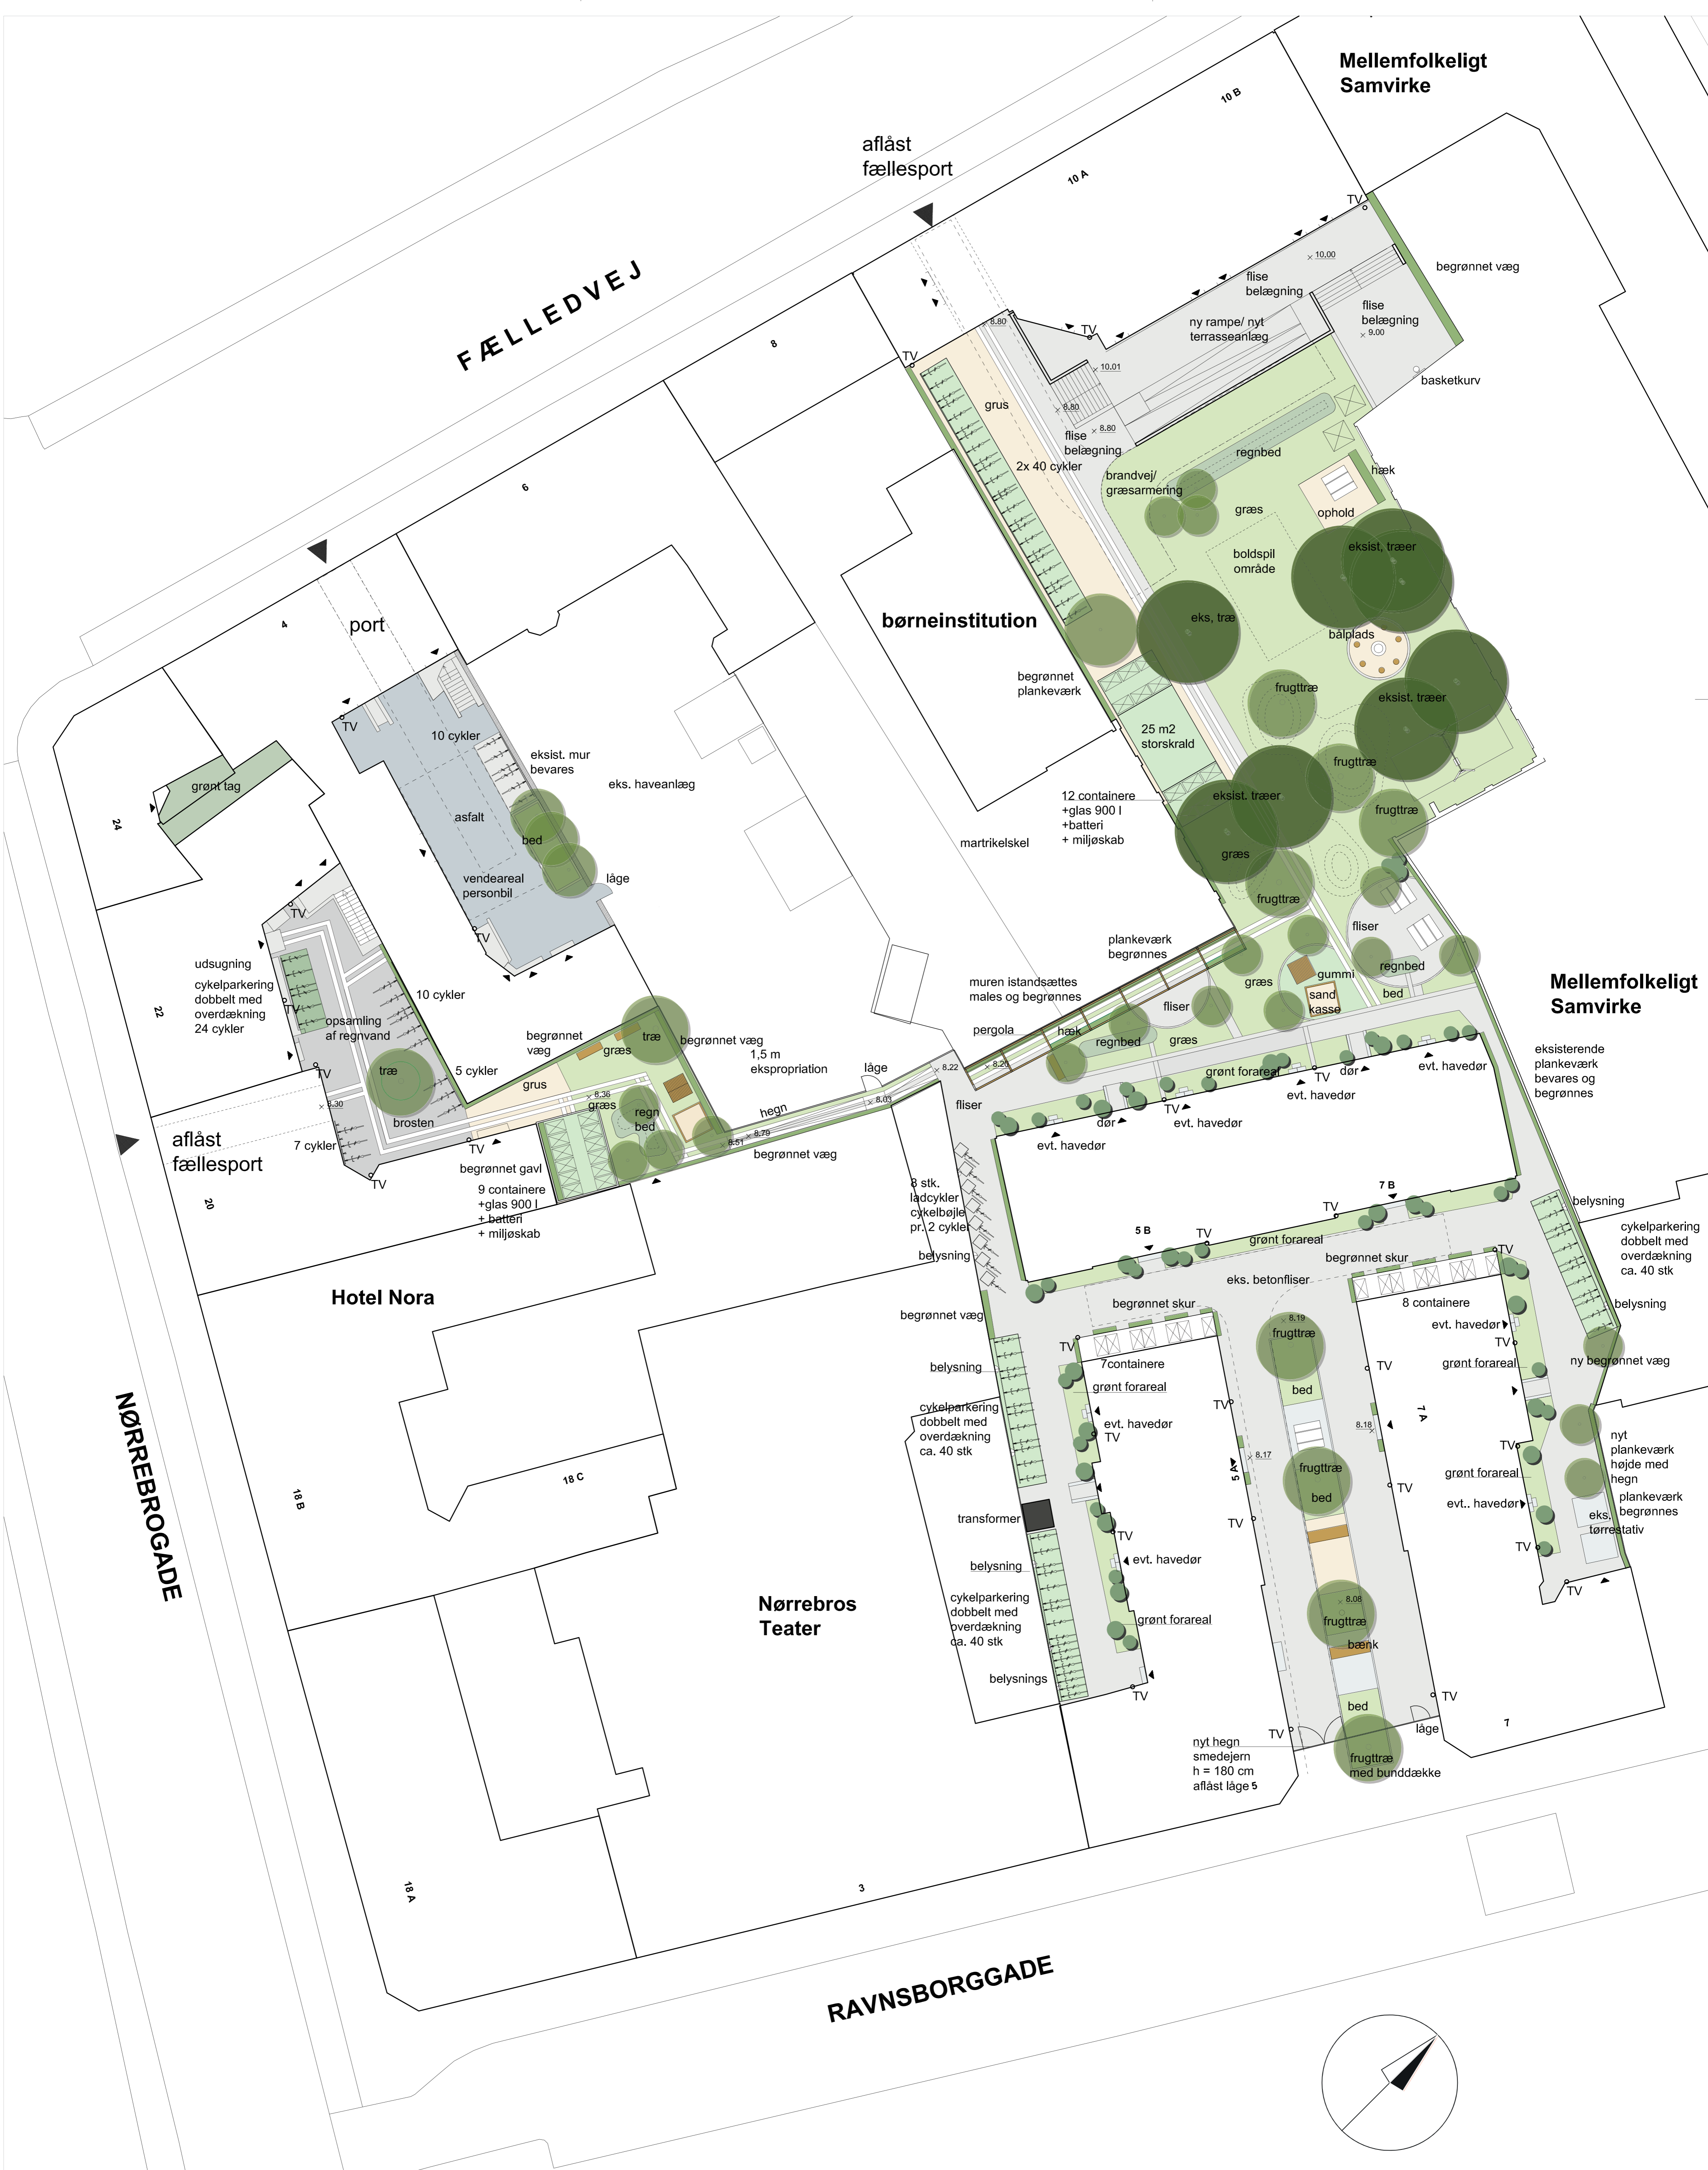 Mellemfolkeligt
Samvirke
10 B
aflåst
fællesport
10 A
TV
10,00
begrønnet væg
flise
belægning
FÆLLEDVEJ
flise
belægning
9,00
ny rampe/ nyt
terrasseanlæg
8.80
TV
8
TV
10,01
basketkurv
grus
8,80
8.80
flise
belægning
regnbed
2x 40 cykler
hæk
brandvej/
græsarmering
6
græs
ophold
eksist, træer
boldspil
område
port
4
børneinstitution
eks, træ
bålplads
begrønnet
plankeværk
frugttræ
eksist. træer
TV
10 cykler
25 m2
storskrald
eksist. mur
bevares
frugttræ
eks. haveanlæg
grønt tag
12 containere
+glas 900 l
+batteri
+ miljøskab
eksist. træer
frugttræ
24
asfalt
bed
martrikelskel
græs
vendeareal
personbil
låge
frugttræ
TV
fliser
TV
plankeværk
begrønnes
udsugning
regnbed
gummi
græs
muren istandsættes
males og begrønnes
Mellemfolkeligt
Samvirke
cykelparkering
dobbelt med
overdækning
24 cykler
10 cykler
sand
kasse
bed
22
TV
opsamling
af regnvand
fliser
pergola
hæk
begrønnet
væg
træ
begrønnet væg
regnbed
græs
græs
1,5 m
ekspropriation
eksisterende
plankeværk
bevares og
begrønnes
låge
8.22
8.20
TV
træ
5 cykler
grus
grønt forareal
TV
dør
evt. havedør
8.36
græs
evt. havedør
8.30
regn
bed
hegn
8.03
fliser
TV
brosten
dør
evt. havedør
aflåst
fællesport
7 cykler
TV
8.51
8.79
begrønnet væg
evt. havedør
begrønnet gavl
TV
9 containere
+glas 900 l
+ batteri
+ miljøskab
8 stk.
ladcykler
cykelbøjle
pr. 2 cykler
7 B
belysning
20
TV
cykelparkering
dobbelt med
overdækning
ca. 40 stk
5 B
TV
grønt forareal
belysning
begrønnet skur
TV
eks. betonfliser
Hotel Nora
begrønnet skur
8 containere
belysning
begrønnet væg
8.19
evt. havedør
frugttræ
TV
TV
ny begrønnet væg
belysning
7containere
TV
grønt forareal
grønt forareal
bed
NØRREBROGADE
cykelparkering
dobbelt med
overdækning
ca. 40 stk
TV
7 A
evt. havedør
8.18
TV
nyt
plankeværk
højde med
hegn
TV
8.17
5 A
frugttræ
grønt forareal
18 C
TV
18 B
bed
evt.. havedør
plankeværk
begrønnes
transformer
TV
eks,
tørrestativ
TV
TV
belysning
evt. havedør
TV
cykelparkering
dobbelt med
overdækning
ca. 40 stk
8.08
Nørrebros
Teater
grønt forareal
frugttræ
bænk
belysnings
TV
TV
bed
7
TV
låge
nyt hegn
smedejern
h = 180 cm
aflåst låge
5
frugttræ
med bunddække
18 A
3
RAVNSBORGGADE